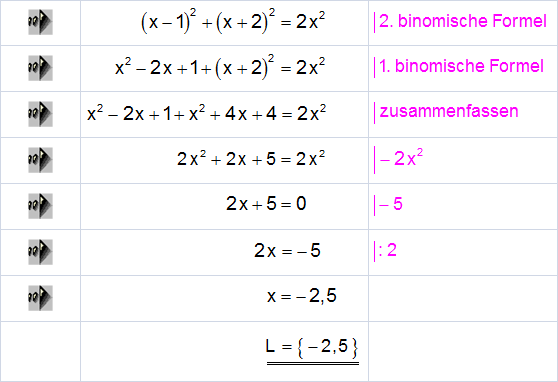 (x − 1)² + (x + 2)² = 2x² |2. binomische Formel
x² − 2x + 1 + (x + 2)² = 2x² |1. binomische Formel
x² − 2x + 1 + x² + 4x + 4 = 2x² |zusammenfassen
2x² + 2x + 5 = 2x² |− 2x²
2x + 5 = 0 |− 5
2x = − 5 |: 2
x = − 2,5
L = {− 2,5}